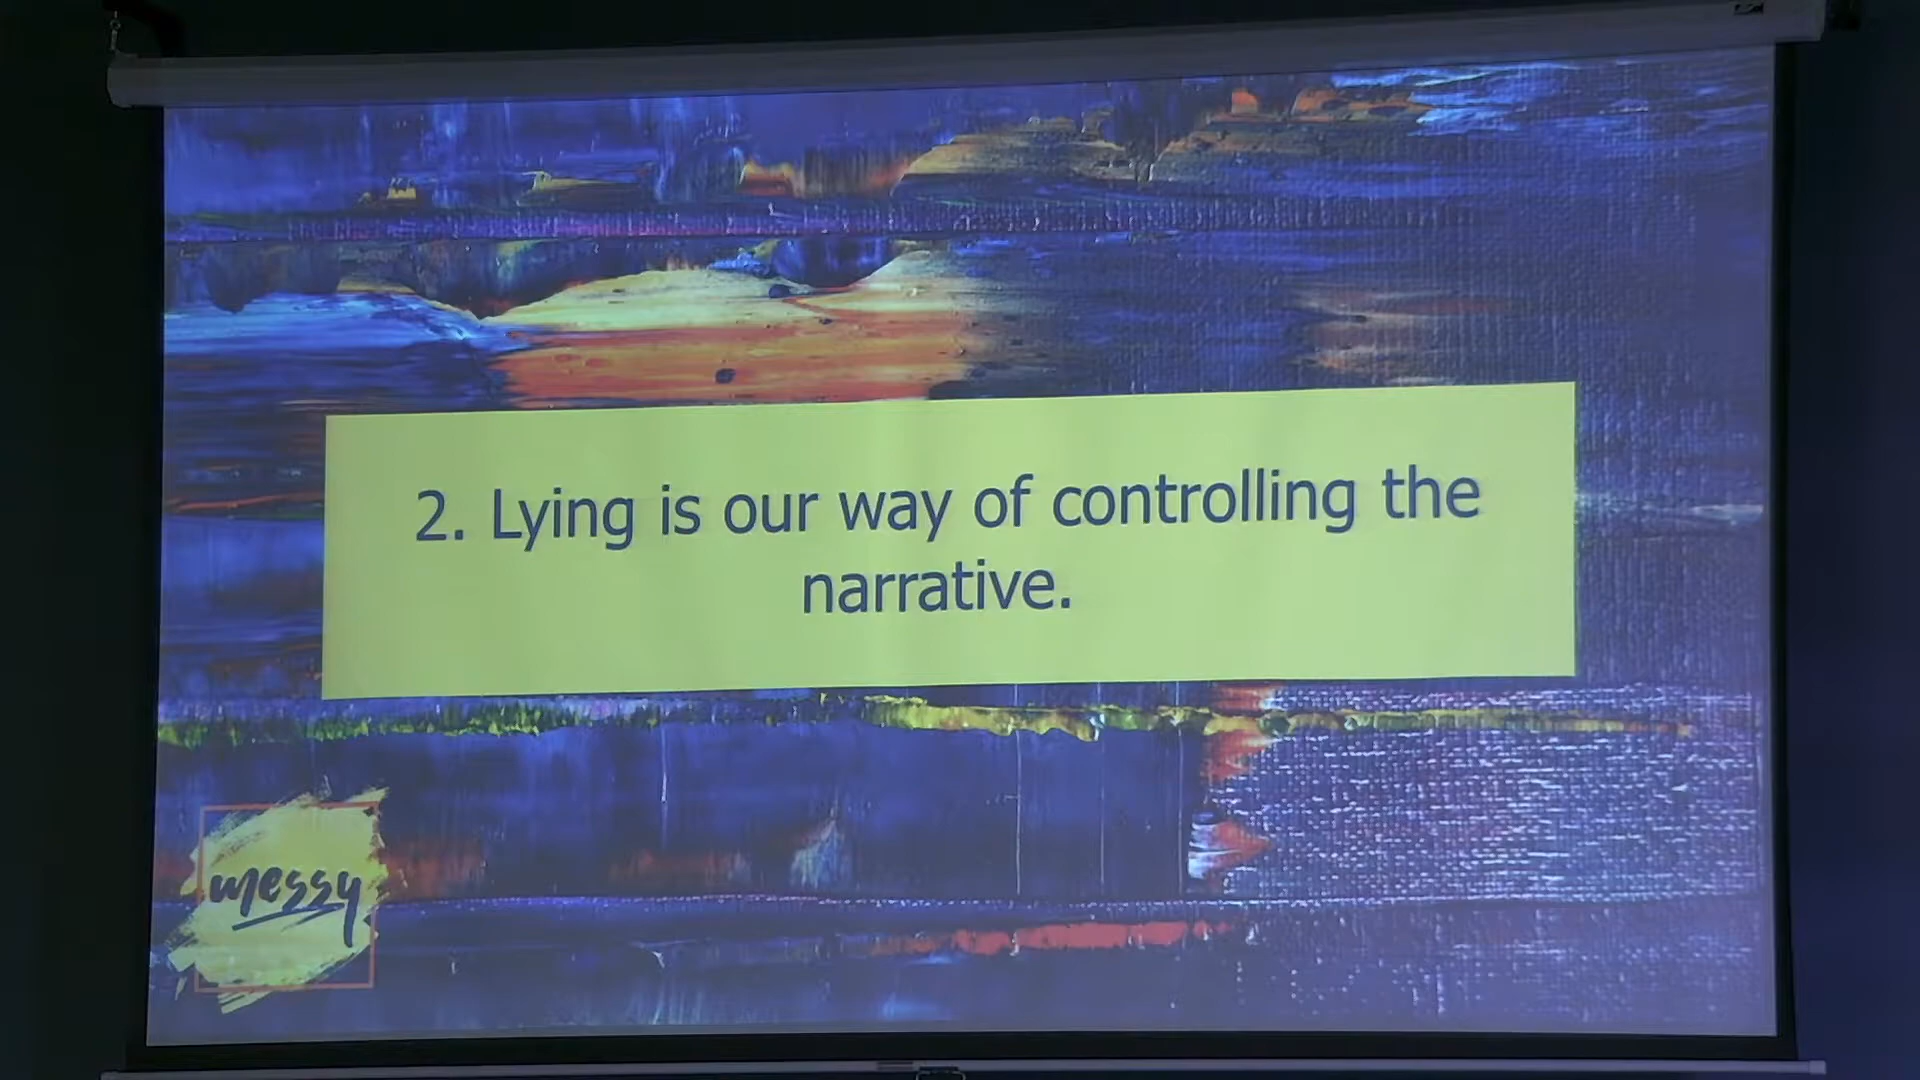 2. Lying is our way of controlling the
narrative.
messy